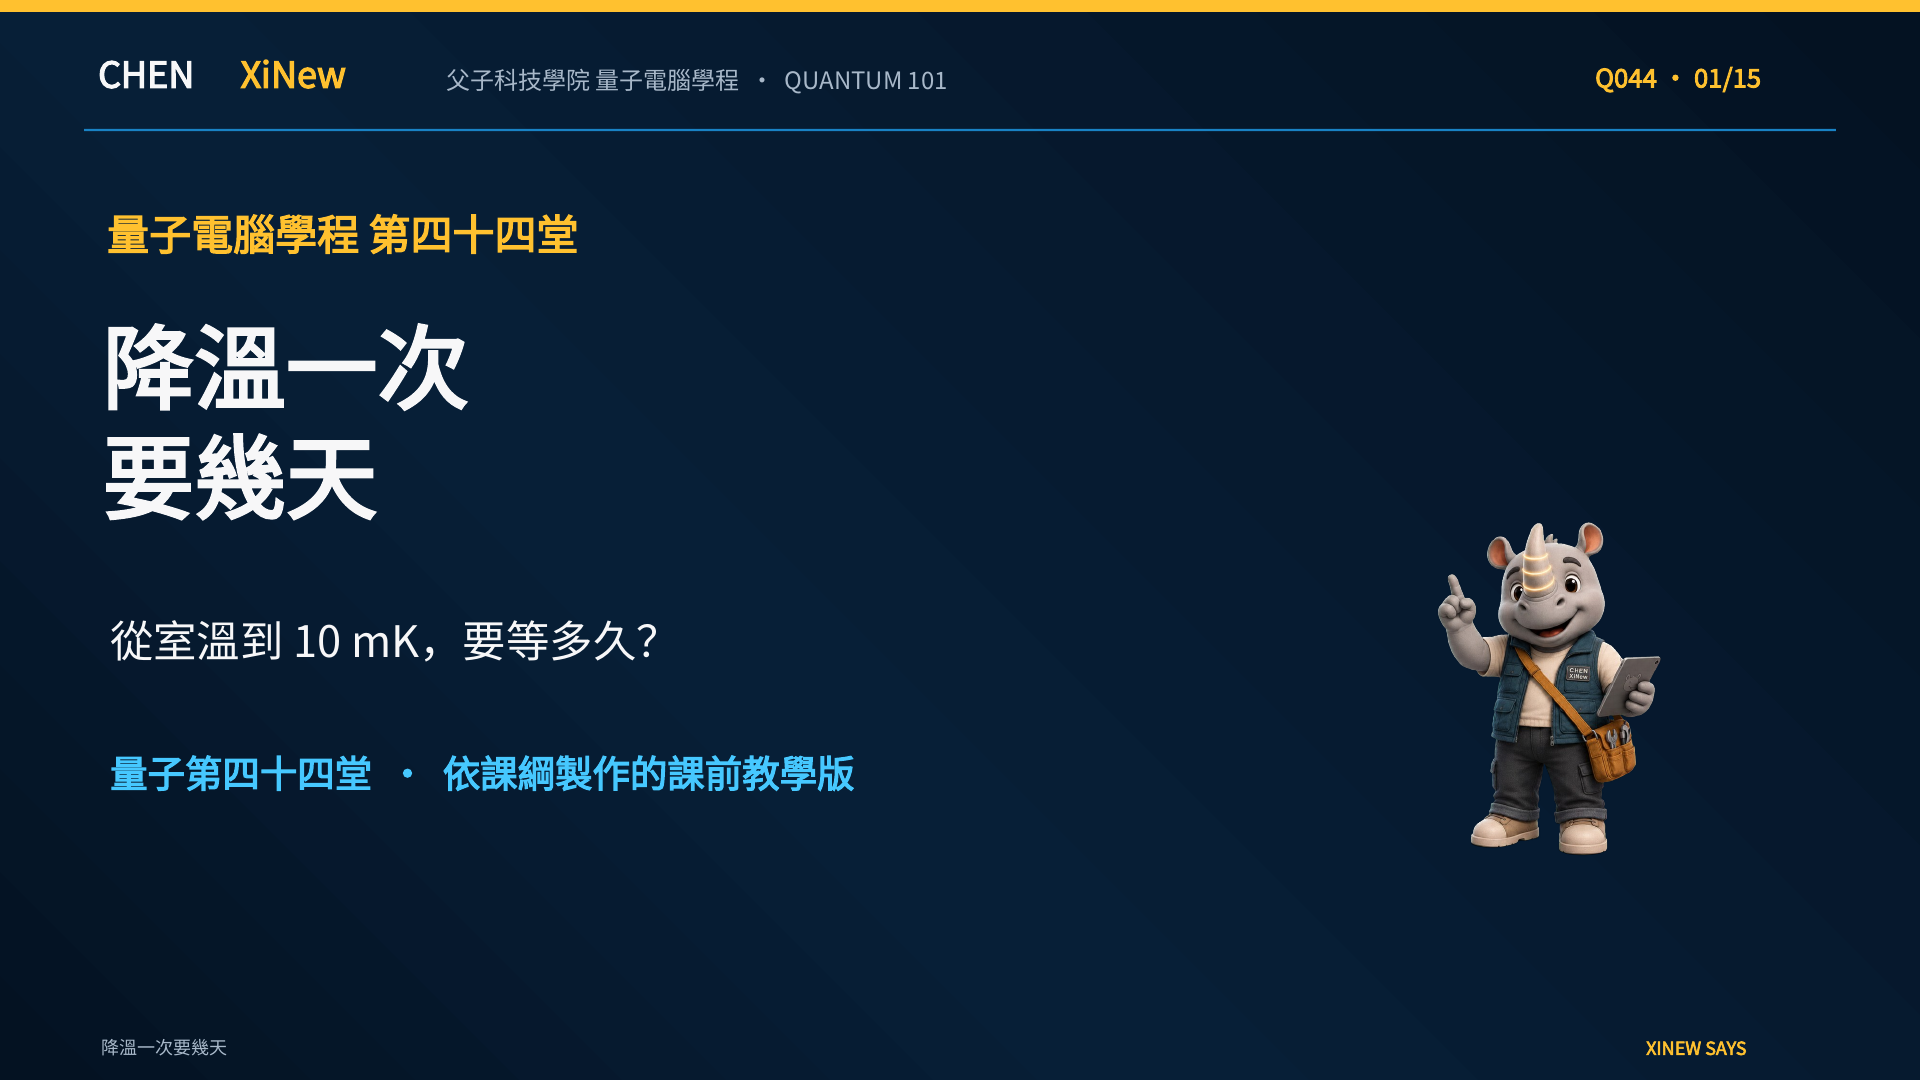 CHEN XiNew 父子科技學院 量子電腦學程 • QUANTUM 101 Q044 • 01/15
量子電腦學程 第四十四堂
降溫一次
要幾天
從室溫到 10 mK，要等多久？
量子第四十四堂 • 依課綱製作的課前教學版
CHEN
XiNew
降溫一次要幾天 XINEW SAYS